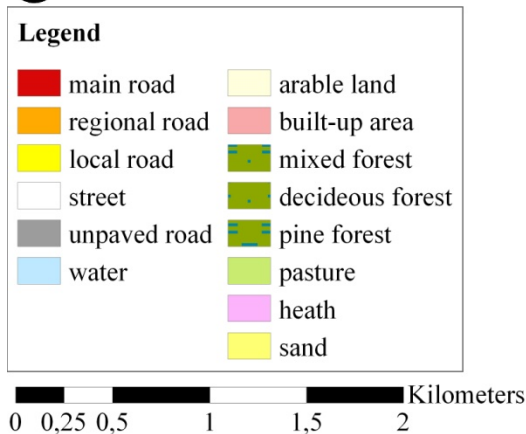 Legend
main road
regional road
local road
street
unpaved road
water
arable land
built-up area
mixed forest
decideous forest
pine forest
pasture
heath
sand
Kilometers
0 0,25 0,5 1 1,5 2